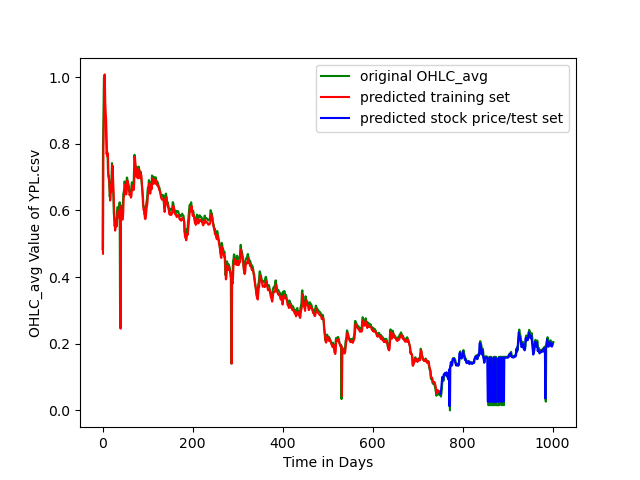 original OHLC_avg
predicted training set
predicted stock price/test set
1.0
0.8
0.6
0.4
0.2
0.0
OHLC_avg Value of YPL.csv
0 200 400 600 800 1000
Time in Days